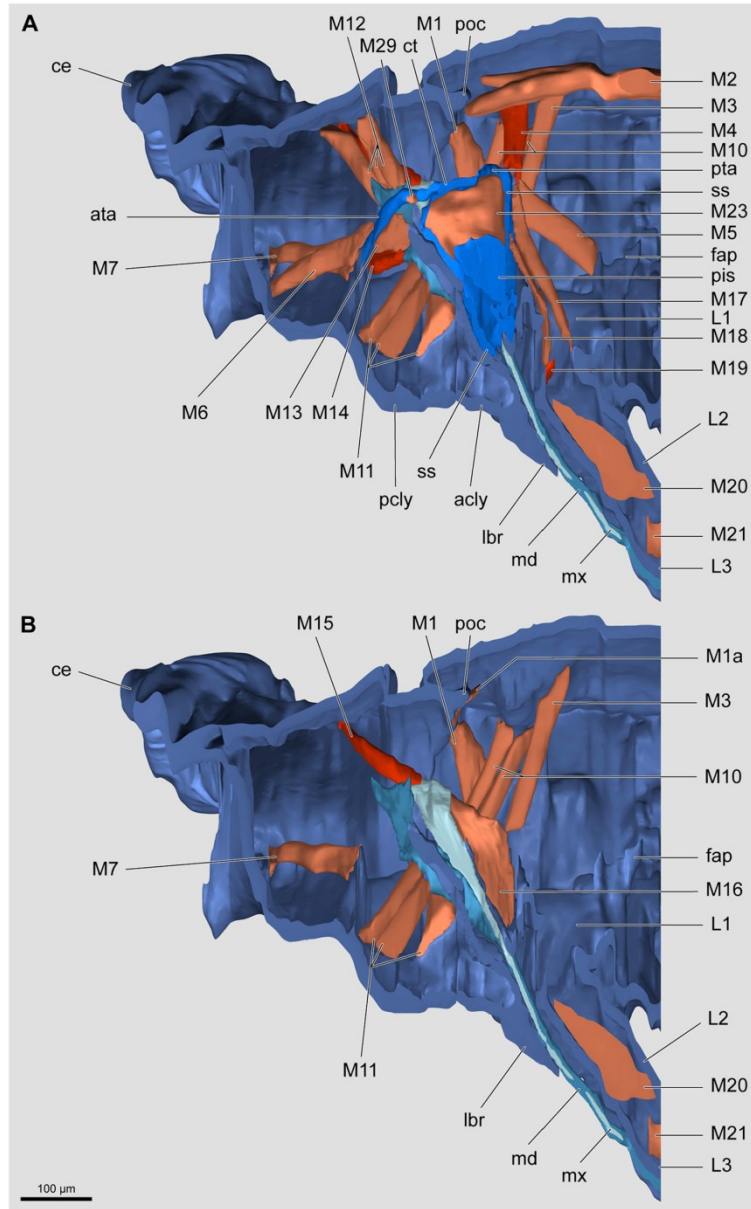 A
M12
M29 ct
M1 poc
ce
M2
M3
M4
M10
pta
ss
M23
M5
fap
pis
M17
L1
M18
M19
ata
M7
M6
M13
M14
M11
pcly
ss
acly
lbr
md
mx
L2
M20
M21
L3
B
M15
M1
poc
ce
M1a
M3
M10
fap
M16
L1
M7
M11
lbr
md
mx
L2
M20
M21
L3
100 µm